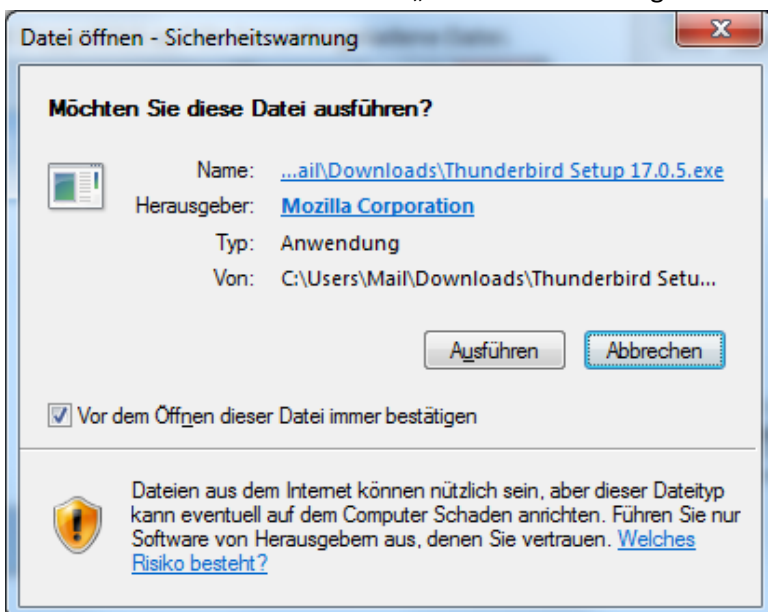 Datei öffnen - Sicherheitswarnung
Möchten Sie diese Datei ausführen?
Name: ...ail\Downloads\Thunderbird Setup 17.0.5.exe
Herausgeber: Mozilla Corporation
Typ: Anwendung
Von: C:\Users\Mail\Downloads\Thunderbird Setu...
Ausführen Abbrechen
Vor dem Öffnen dieser Datei immer bestätigen
Dateien aus dem Internet können nützlich sein, aber dieser Dateityp
kann eventuell auf dem Computer Schaden anrichten. Führen Sie nur
Software von Herausgebern aus, denen Sie vertrauen. Welches
Risiko besteht?